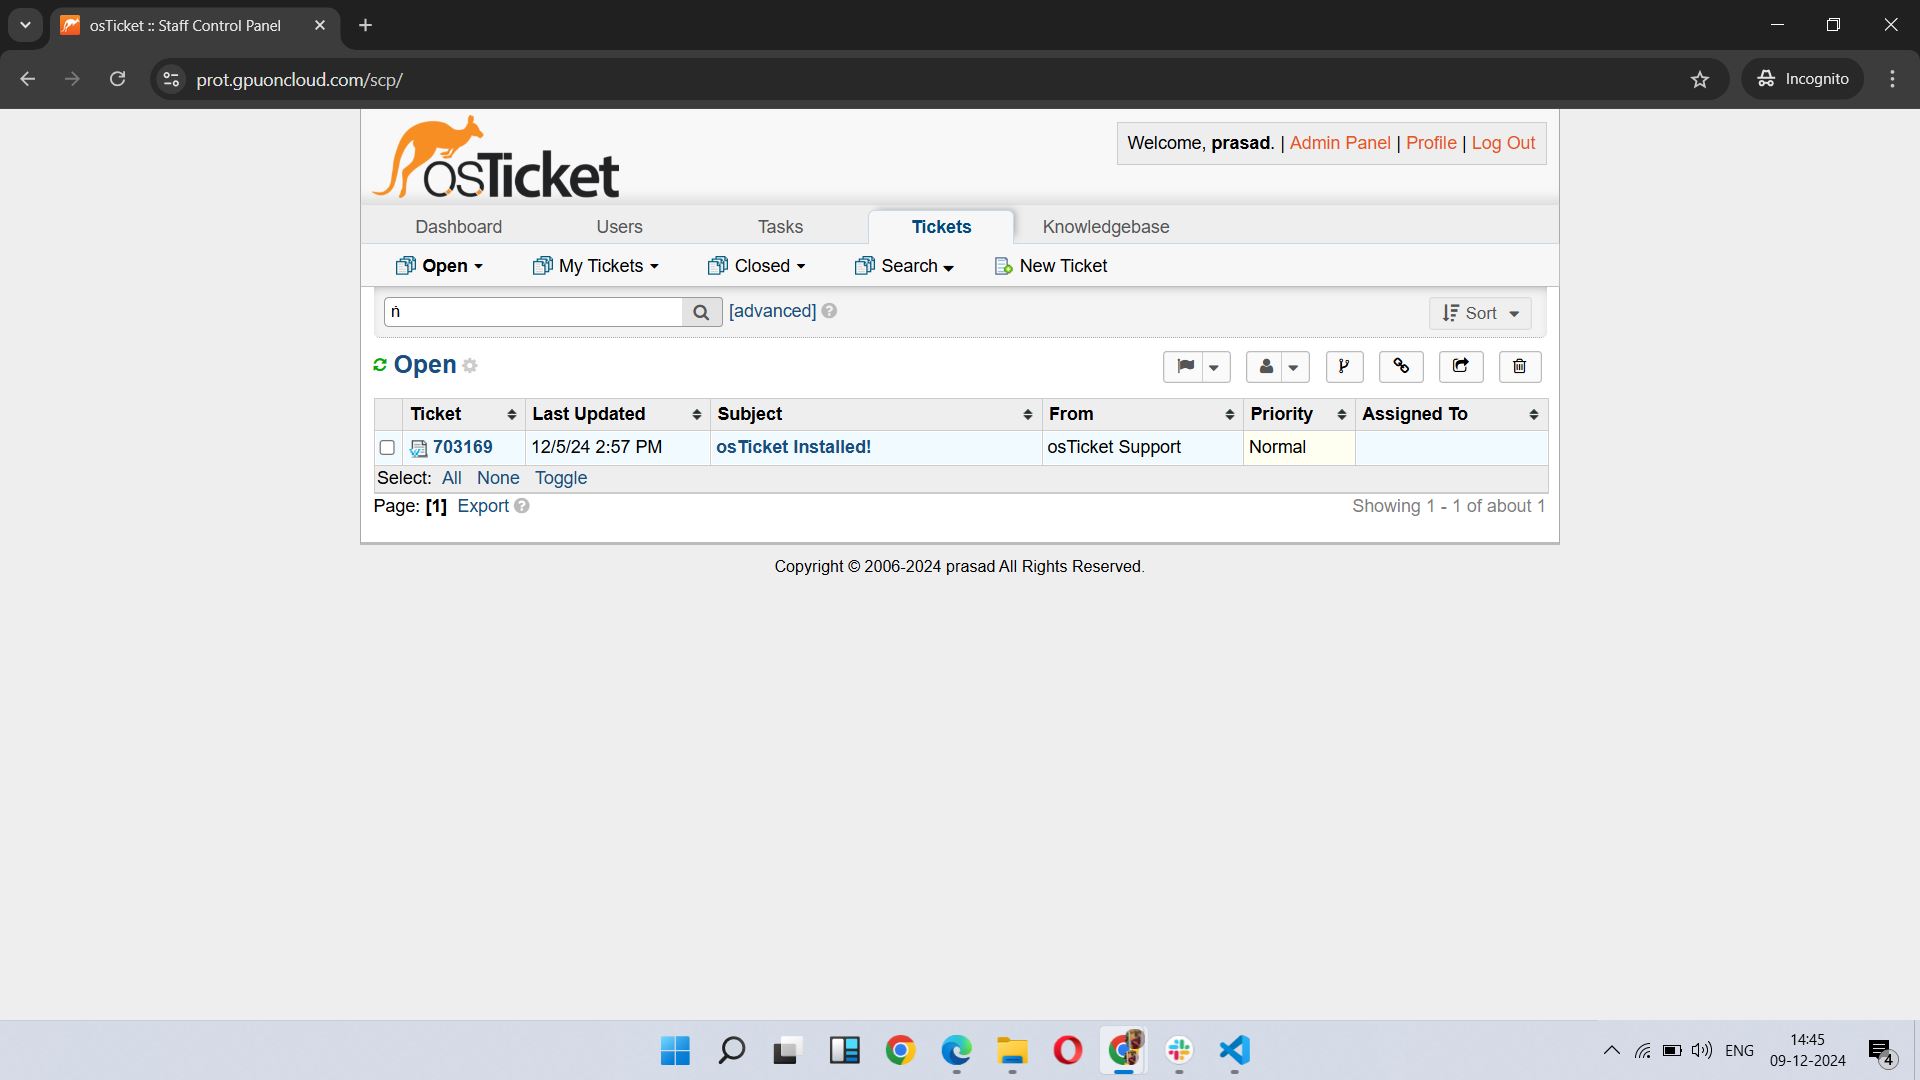 osTicket :: Staff Control Panel
prot.gpuoncloud.com/scp/
Incognito
osTicket
Welcome, prasad. | Admin Panel | Profile | Log Out
Dashboard Users Tasks Tickets Knowledgebase
Open My Tickets Closed Search New Ticket
ṅ [advanced] Sort
Open
Ticket Last Updated Subject From Priority Assigned To
703169 12/5/24 2:57 PM osTicket Installed! osTicket Support Normal
Select: All None Toggle
Page: [1] Export Showing 1 - 1 of about 1
Copyright © 2006-2024 prasad All Rights Reserved.
ENG
14:45
09-12-2024
4